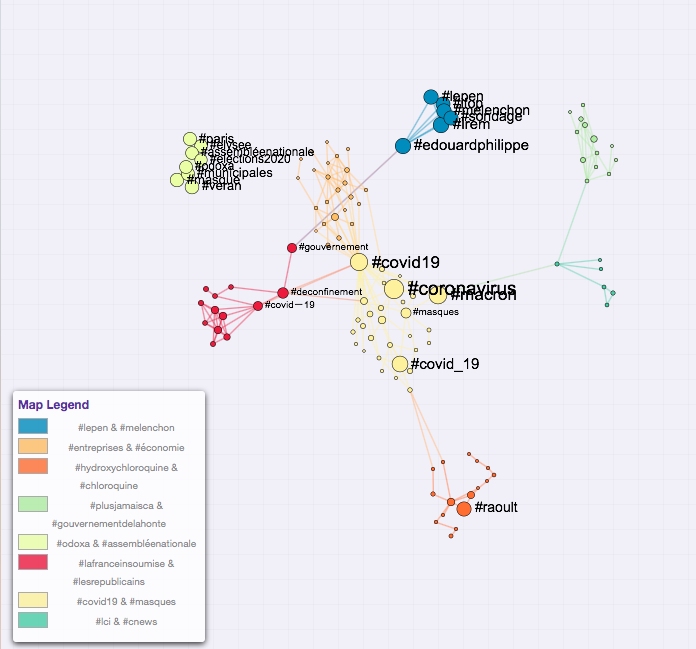 #lepen
#ifop
#melenchon
#sondage
#lrem
#edouardphilippe
#paris
#elysee
#assembléenationale
#elections2020
#odoxa
#municipales
#masque
#veran
#gouvernement
#covid19
#coronavirus
#macron
#deconfinement
#covid—19
#masques
#covid_19
#raoult
Map Legend
#lepen & #melenchon
#entreprises & #économie
#hydroxychloroquine &
#chloroquine
#plusjamaisca &
#gouvernementdelahonte
#odoxa & #assembléenationale
#lafranceinsoumise &
#lesrepublicains
#covid19 & #masques
#lci & #cnews